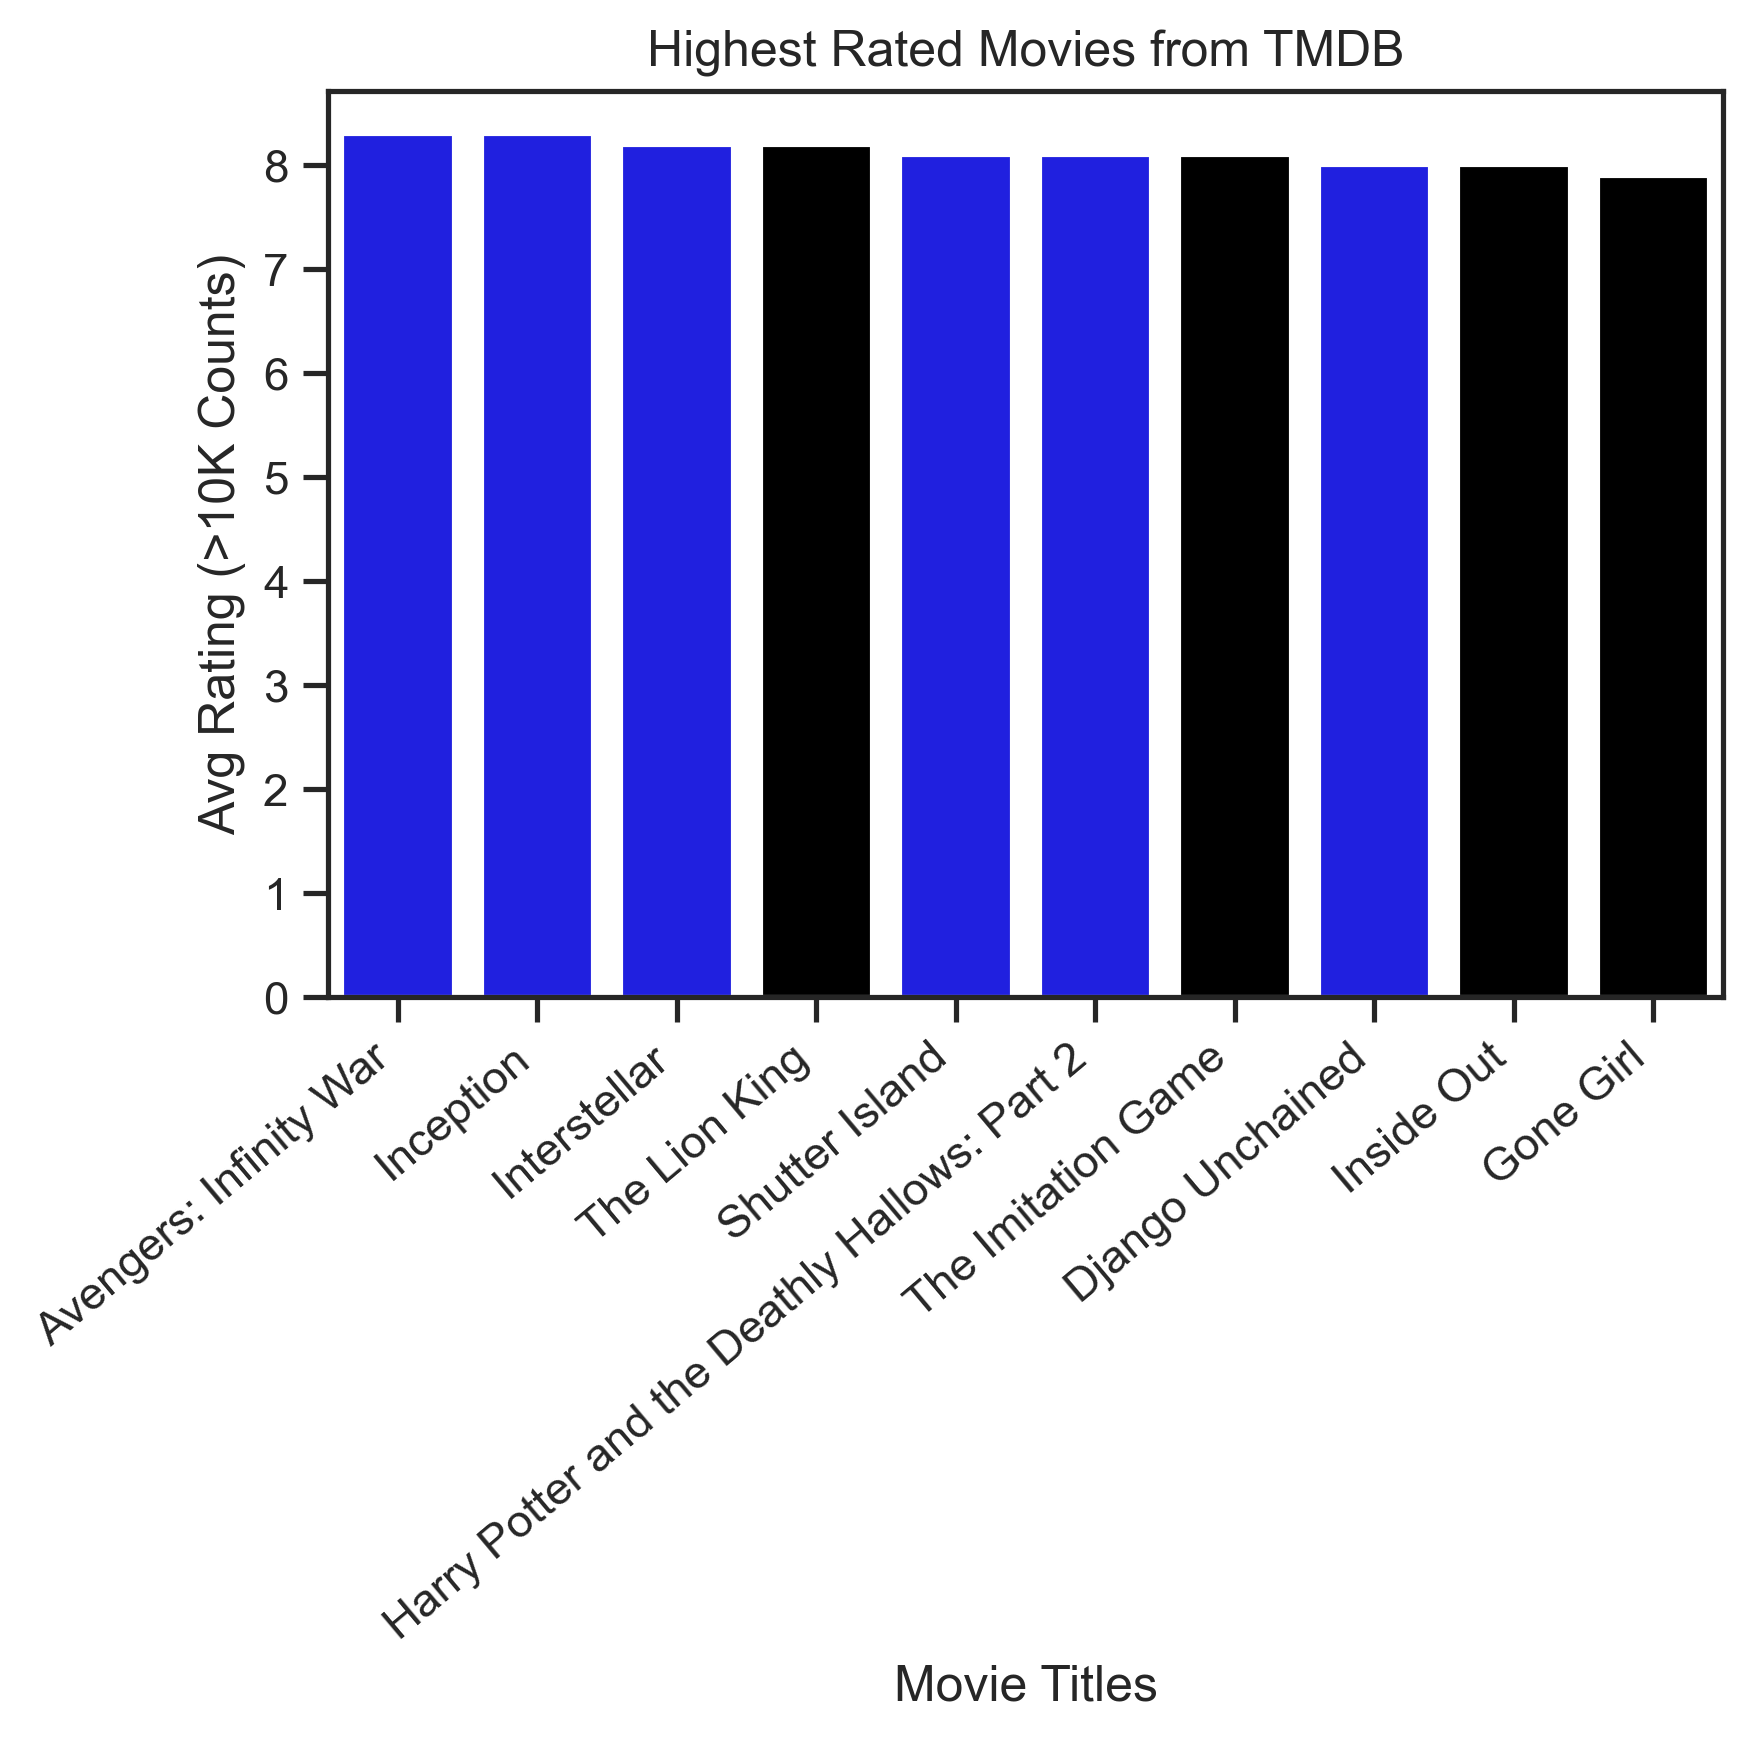 Highest Rated Movies from TMDB
Avg Rating (>10K Counts)
8
7
6
5
4
3
2
1
0
Avengers: Infinity War
Inception
Interstellar
The Lion King
Shutter Island
Harry Potter and the Deathly Hallows: Part 2
The Imitation Game
Django Unchained
Inside Out
Gone Girl
Movie Titles